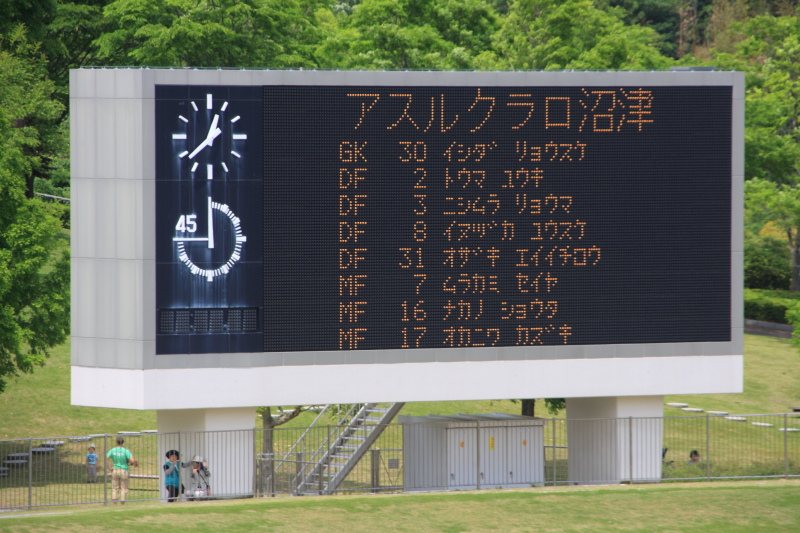 アスルクラロ沼津
GK 30 イシダ リョウスケ
DF 2 トウマ ユウキ
DF 3 ニシムラ リョウマ
DF 8 イヌヅカ ユウスケ
DF 31 オザキ エイイチロウ
MF 7 ムラカミ セイヤ
MF 16 ナカノ ショウタ
MF 17 オカニワ カズキ
45